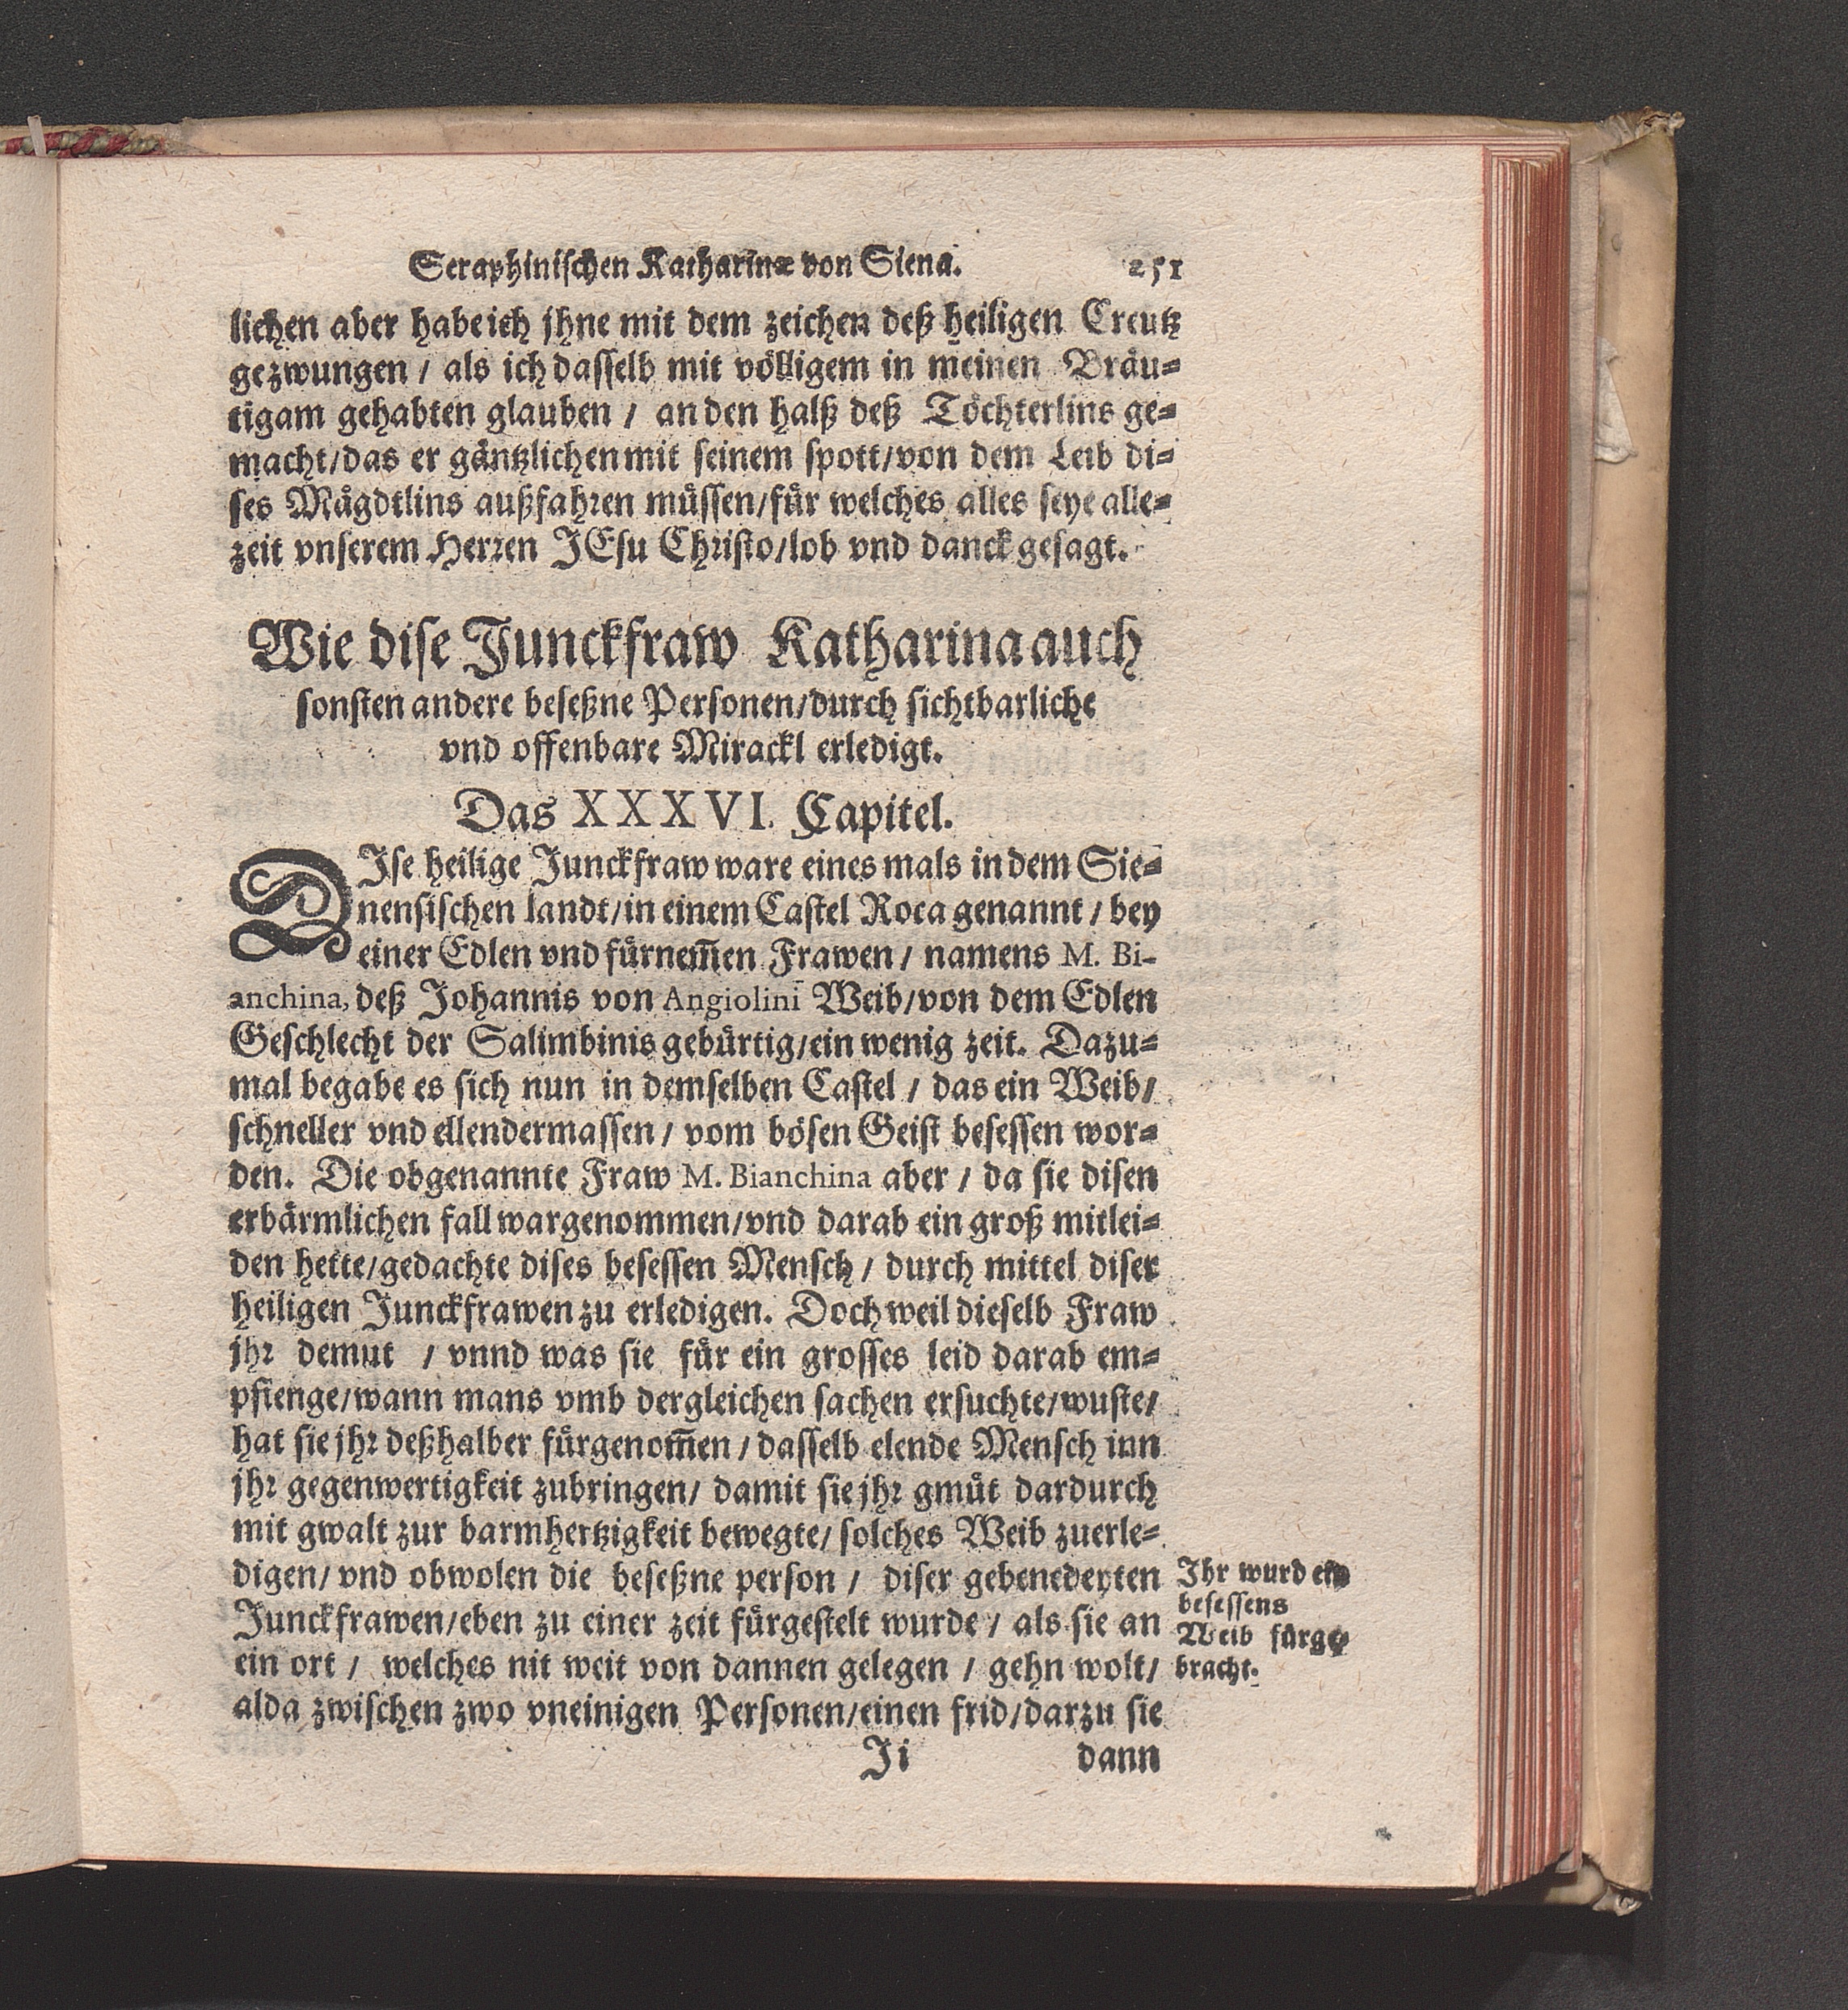 Seraphinischen Katharinæ von Siena. 251
lichen aber habe ich jhne mit dem zeichen deß heiligen Creutz
gezwungen / als ich dasselb mit völligem in meinen Bräu-
tigam gehabten glauben / an den halß deß Töchterlins ge-
macht/das er gäntzlichen mit seinem spott/von dem Leib di-
ses Mägdtlins außfahren müssen/für welches alles seye alle-
zeit vnserem Herren JEsu Christo/lob vnd danck gesagt.
Wie dise Junckfraw Katharina auch
sonsten andere beseßne Personen/durch sichtbarliche
vnd offenbare Mirackl erledigt.
Das XXXVI. Capitel.
DIse heilige Junckfraw ware eines mals in dem Sie-
nensischen landt/in einem Castel Roca genannt / bey
einer Edlen vnd fürnem̅en Frawen / namens M. Bi-
anchina, deß Johannis von Angiolini Weib/von dem Edlen
Geschlecht der Salimbinis gebürtig/ein wenig zeit. Dazu-
mal begabe es sich nun in demselben Castel / das ein Weib/
schneller vnd ellendermassen / vom bösen Geist besessen wor-
den. Die obgenannte Fraw M. Bianchina aber / da sie disen
erbärmlichen fall wargenommen/vnd darab ein groß mitlei-
den hette/gedachte dises besessen Mensch / durch mittel diser
heiligen Junckfrawen zu erledigen. Doch weil dieselb Fraw
jhr demut / vnnd was sie für ein grosses leid darab em-
pfienge/wann mans vmb dergleichen sachen ersuchte/wuste/
hat sie jhr deßhalber fürgenom̅en / dasselb elende Mensch inn
jhr gegenwertigkeit zubringen/ damit sie jhr gmüt dardurch
mit gwalt zur barmhertzigkeit bewegte/ solches Weib zuerle-
digen/ vnd obwolen die beseßne person / diser gebenedeyten
Junckfrawen/eben zu einer zeit fürgestelt wurde / als sie an
ein ort / welches nit weit von dannen gelegen / gehn wolt/
alda zwischen zwo vneinigen Personen/einen frid/darzu sie
Ihr wurd ein
besessens
Weib fürge
bracht.
Ji dann